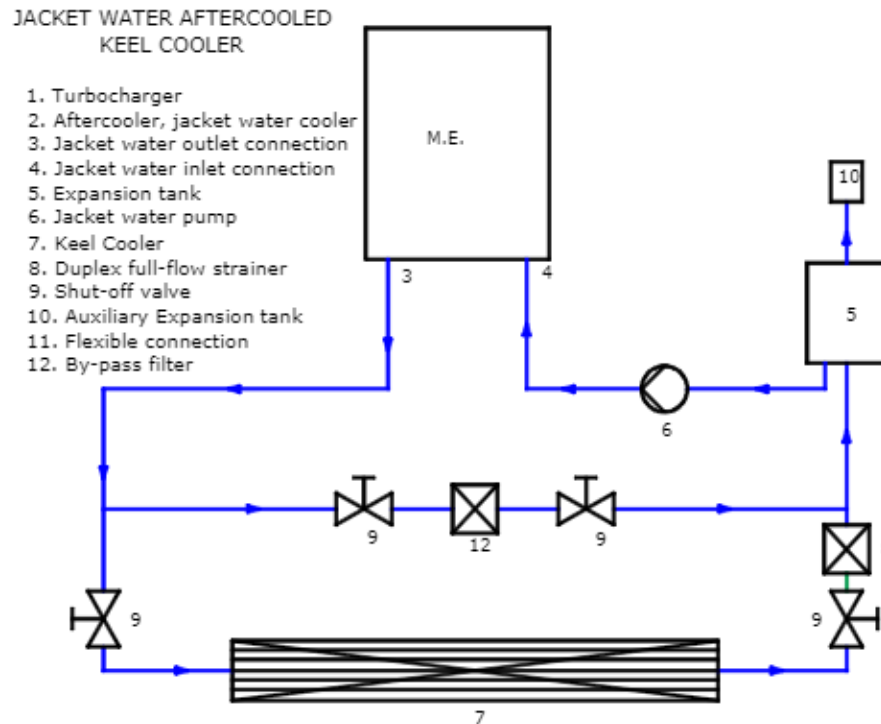 JACKET WATER AFTERCOOLED
KEEL COOLER
1. Turbocharger
2. Aftercooler, jacket water cooler
3. Jacket water outlet connection
4. Jacket water inlet connection
5. Expansion tank
6. Jacket water pump
7. Keel Cooler
8. Duplex full-flow strainer
9. Shut-off valve
10. Auxiliary Expansion tank
11. Flexible connection
12. By-pass filter
M.E.
10
3
4
5
6
9
12
9
9
9
7